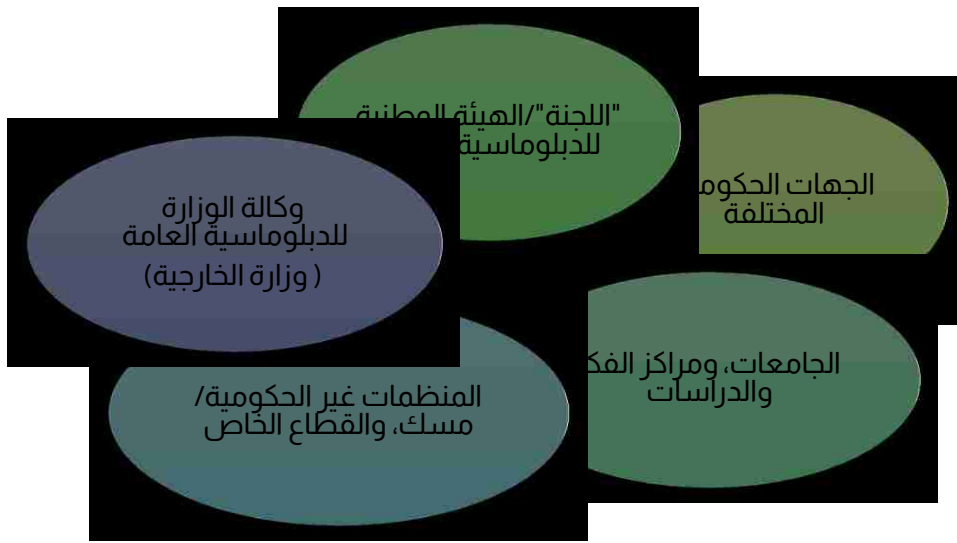 "اللجنة"/الهيئة الوطنية
للدبلوماسية
الجهات
المختلفة
وكالة الوزارة
للدبلوماسية العامة
( وزارة الخارجية)
الجامعات، ومراكز
والدراسات
المنظمات غير الحكومية/
مسك، والقطاع الخاص